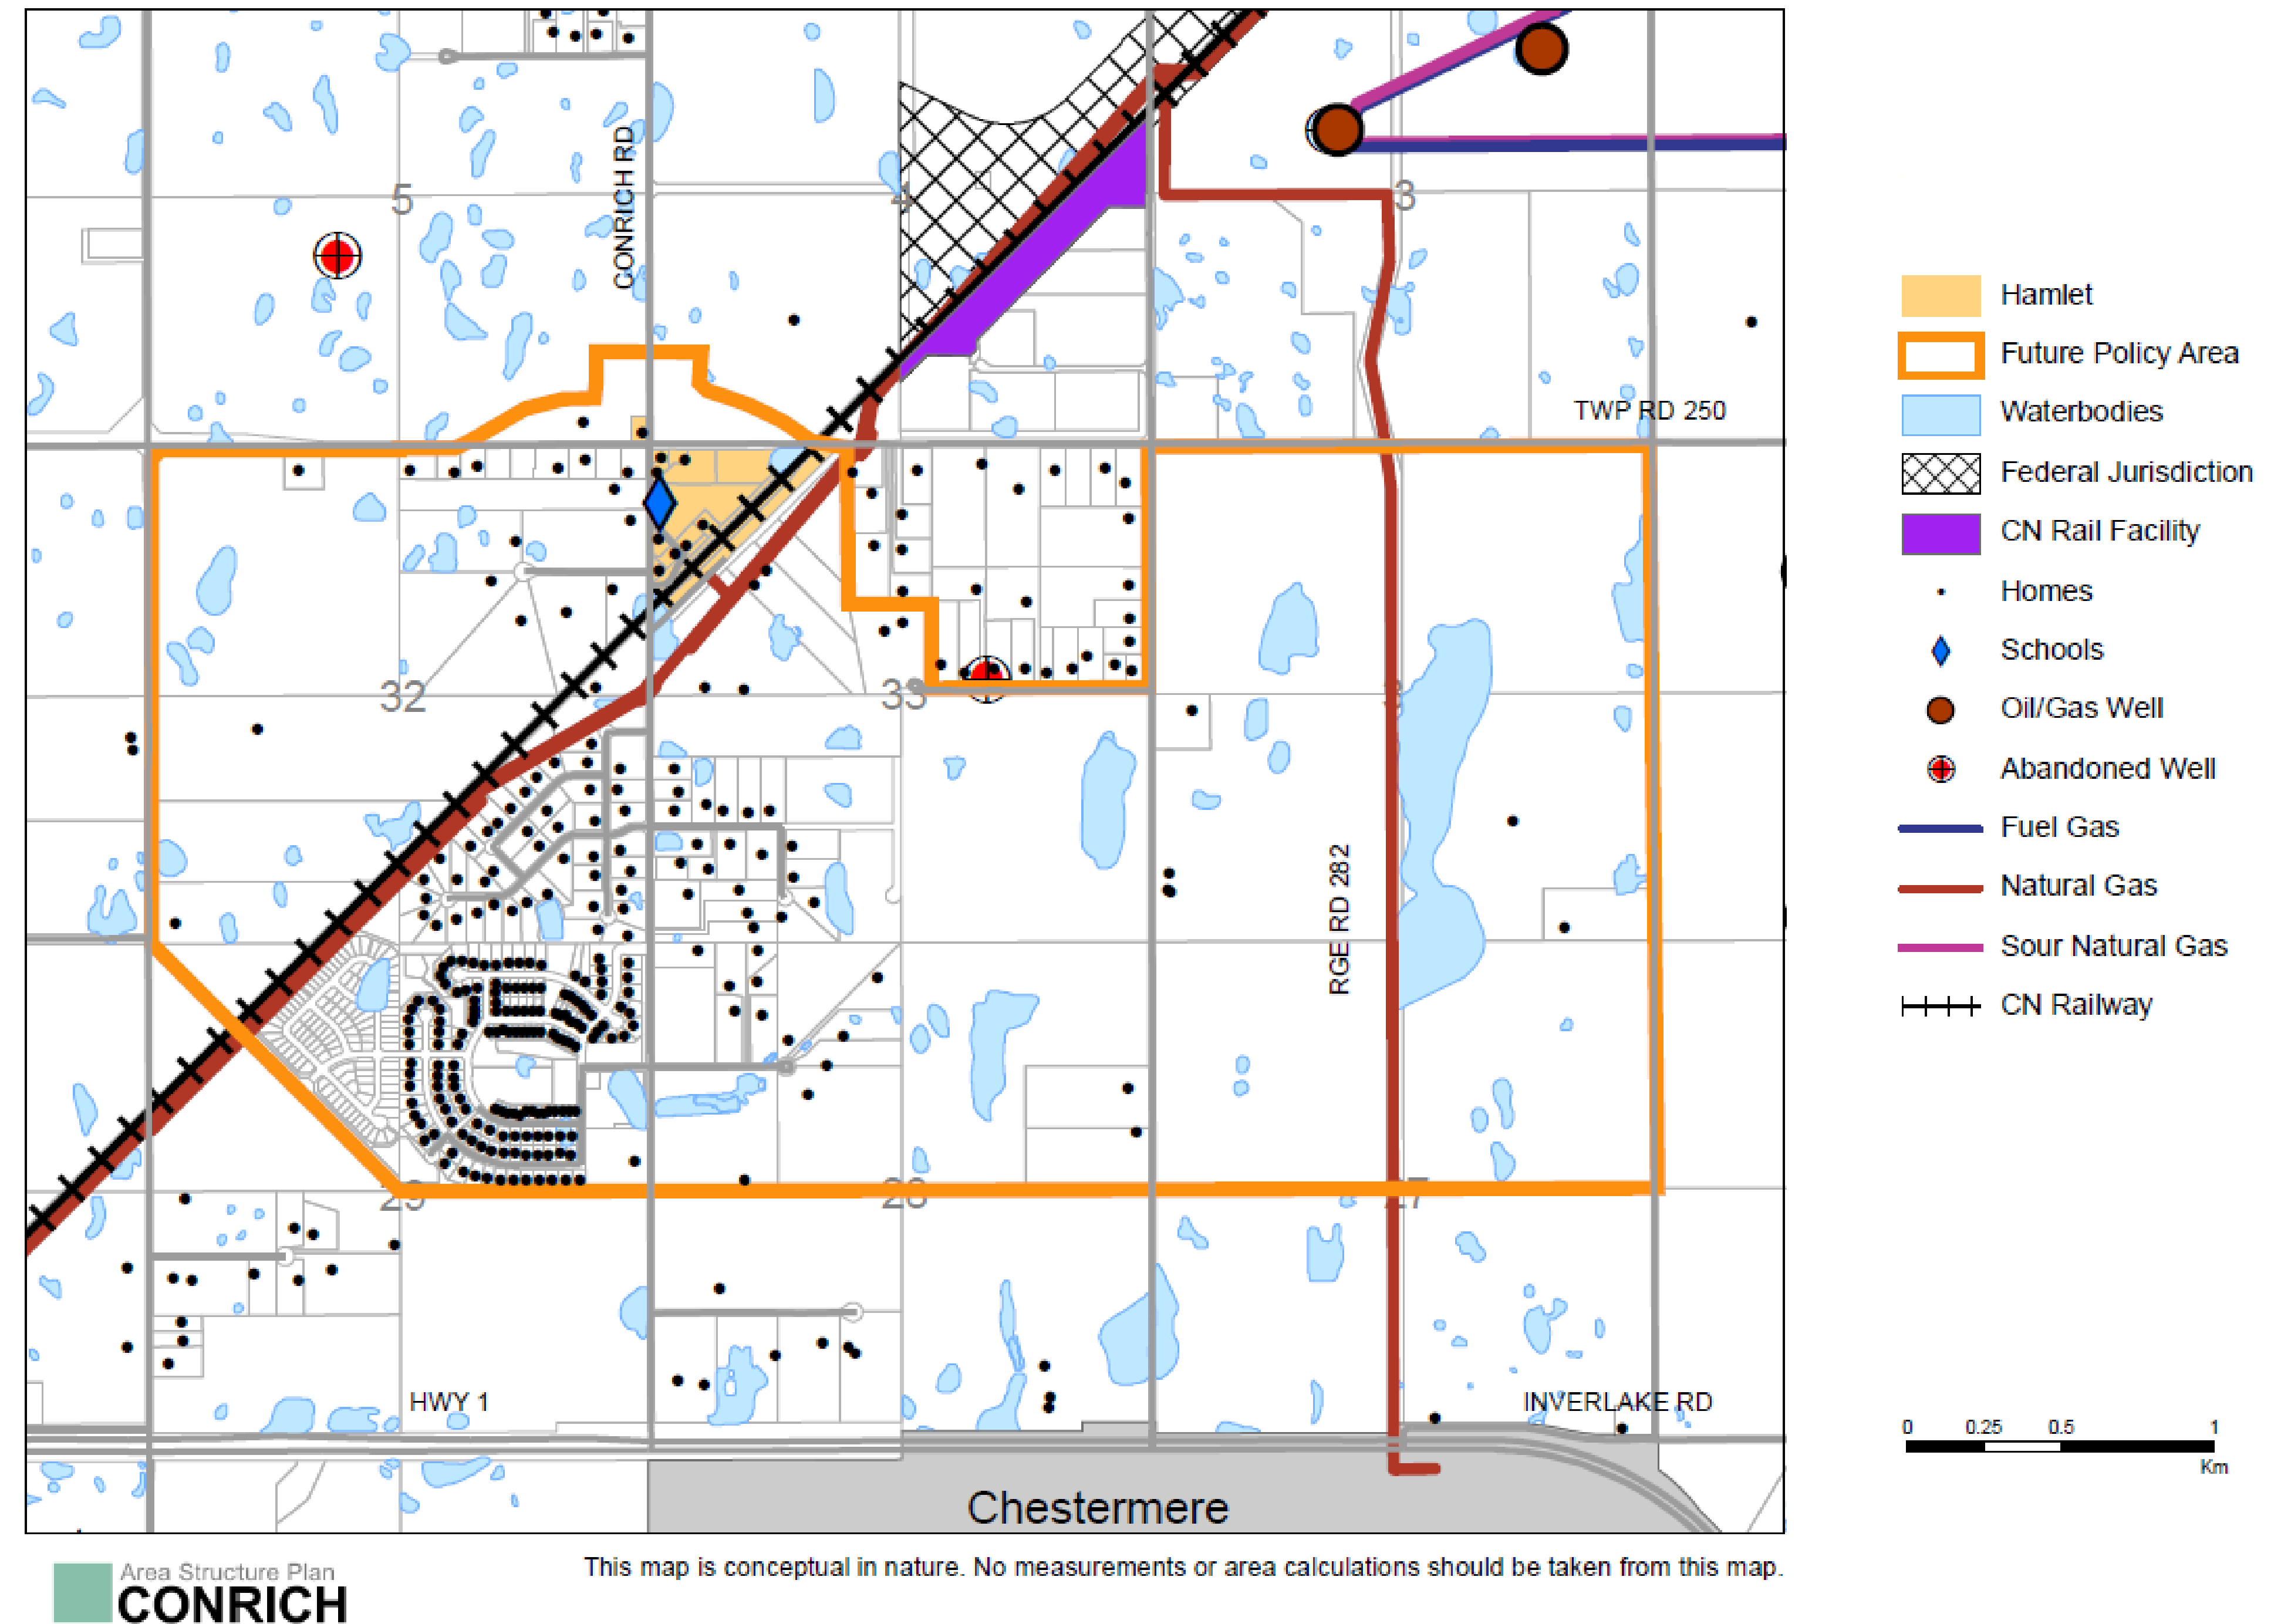 CONRICH RD
5
4
3
TWP RD 250
32
33
RGE RD 282
29
28
27
HWY 1
INVERLAKE RD
Chestermere
Hamlet
Future Policy Area
Waterbodies
Federal Jurisdiction
CN Rail Facility
Homes
Schools
Oil/Gas Well
Abandoned Well
Fuel Gas
Natural Gas
Sour Natural Gas
CN Railway
0 0.25 0.5 1
Km
Area Structure Plan
CONRICH
This map is conceptual in nature. No measurements or area calculations should be taken from this map.